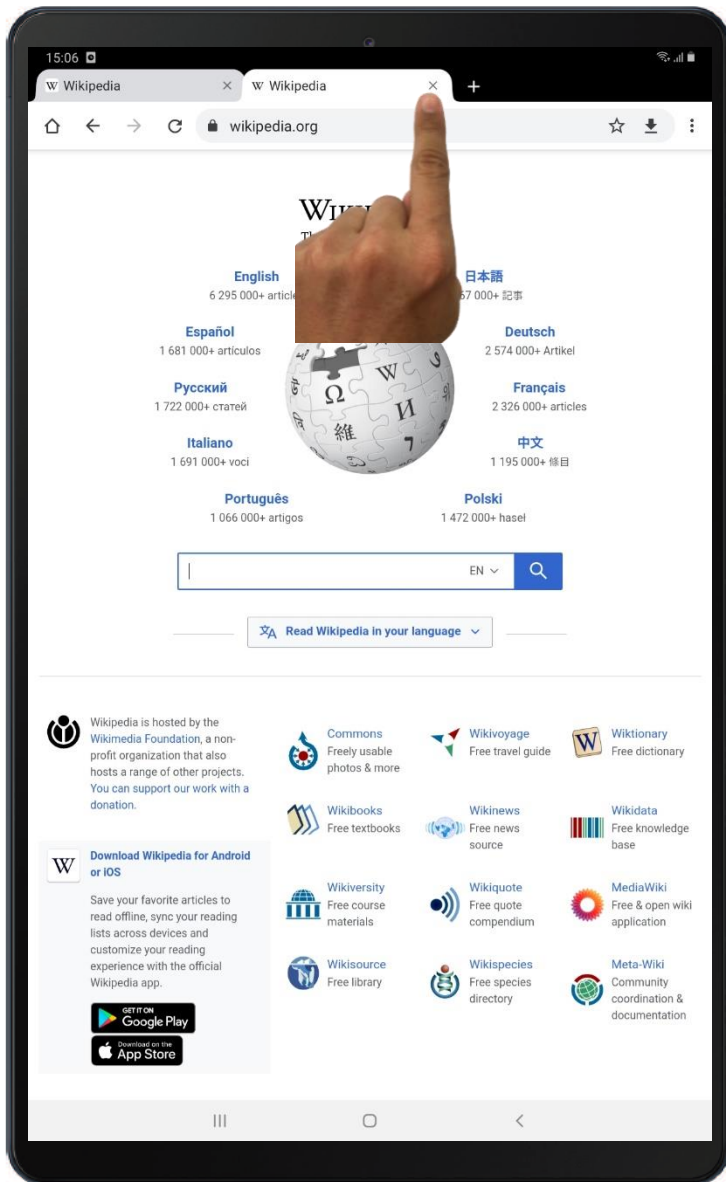 15:06
W Wikipedia × W Wikipedia × +
wikipedia.org
English
6 295 000+
日本語
67 000+ 記事
Español
1 681 000+ artículos
Deutsch
2 574 000+ Artikel
Русский
1 722 000+ статей
Français
2 326 000+ articles
Italiano
1 691 000+ voci
中文
1 195 000+ 條目
Português
1 066 000+ artigos
Polski
1 472 000+ haseł
Ω W И 維 7
EN
Read Wikipedia in your language
Wikipedia is hosted by the
Wikimedia Foundation, a non-
profit organization that also
hosts a range of other projects.
You can support our work with a
donation.
W
Download Wikipedia for Android
or iOS
Save your favorite articles to
read offline, sync your reading
lists across devices and
customize your reading
experience with the official
Wikipedia app.
GET IT ON
Google Play
Download on the
App Store
Commons
Freely usable
photos & more
Wikivoyage
Free travel guide
W
Wiktionary
Free dictionary
Wikibooks
Free textbooks
Wikinews
Free news
source
Wikidata
Free knowledge
base
Wikiversity
Free course
materials
Wikiquote
Free quote
compendium
MediaWiki
Free & open wiki
application
Wikisource
Free library
Wikispecies
Free species
directory
Meta-Wiki
Community
coordination &
documentation